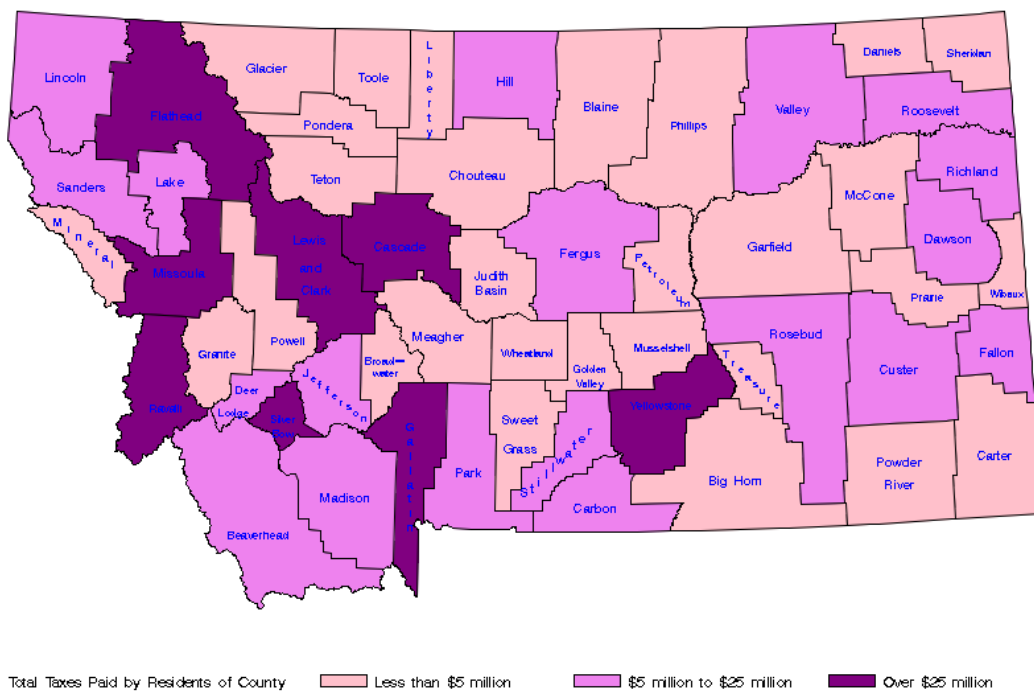 Daniels
Sheridan
Lincoln
Glacier
Toole
Liberty
Hill
Blaine
Valley
Roosevelt
Flathead
Pondera
Phillips
Teton
Chouteau
Sanders
Lake
Richland
McCone
Mineral
Missoula
Lewis
and
Clark
Cascade
Judith
Basin
Fergus
Petroleum
Garfield
Dawson
Prarie
Wibaux
Granite
Powell
Meagher
Broad-
water
Wheatland
Golden
Valley
Musselshell
Rosebud
Treasure
Custer
Fallon
Ravalli
Deer
Lodge
Silver
Bow
Jefferson
Gallatin
Sweet
Grass
Stillwater
Yellowstone
Park
Madison
Beaverhead
Carbon
Big Horn
Powder
River
Carter
Total Taxes Paid by Residents of County Less than $5 million $5 million to $25 million Over $25 million